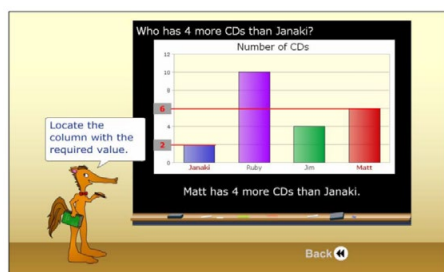 Who has 4 more CDs than Janaki?
Number of CDs
12
10
8
6
4
2
0
Janaki
Ruby
Jim
Matt
Locate the
column with the
required value.
Matt has 4 more CDs than Janaki.
Back